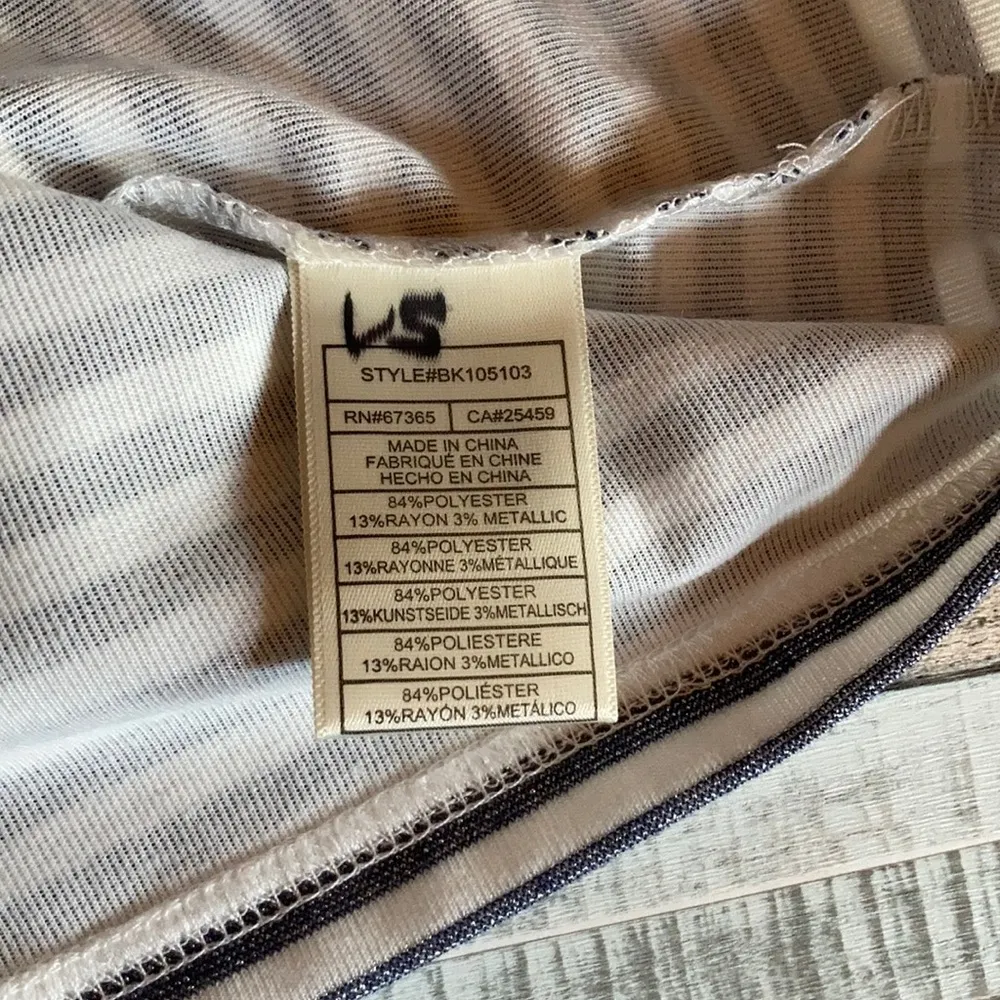 LS
STYLE#BK105103
RN#67365 CA#25459
MADE IN CHINA
FABRIQUÉ EN CHINE
HECHO EN CHINA
84%POLYESTER
13%RAYON 3% METALLIC
84%POLYESTER
13%RAYONNE 3%MÉTALLIQUE
84%POLYESTER
13%KUNSTSEIDE 3%METALLISCH
84%POLIESTERE
13%RAION 3%METALLICO
84%POLIÉSTER
13%RAYÓN 3%METÁLICO